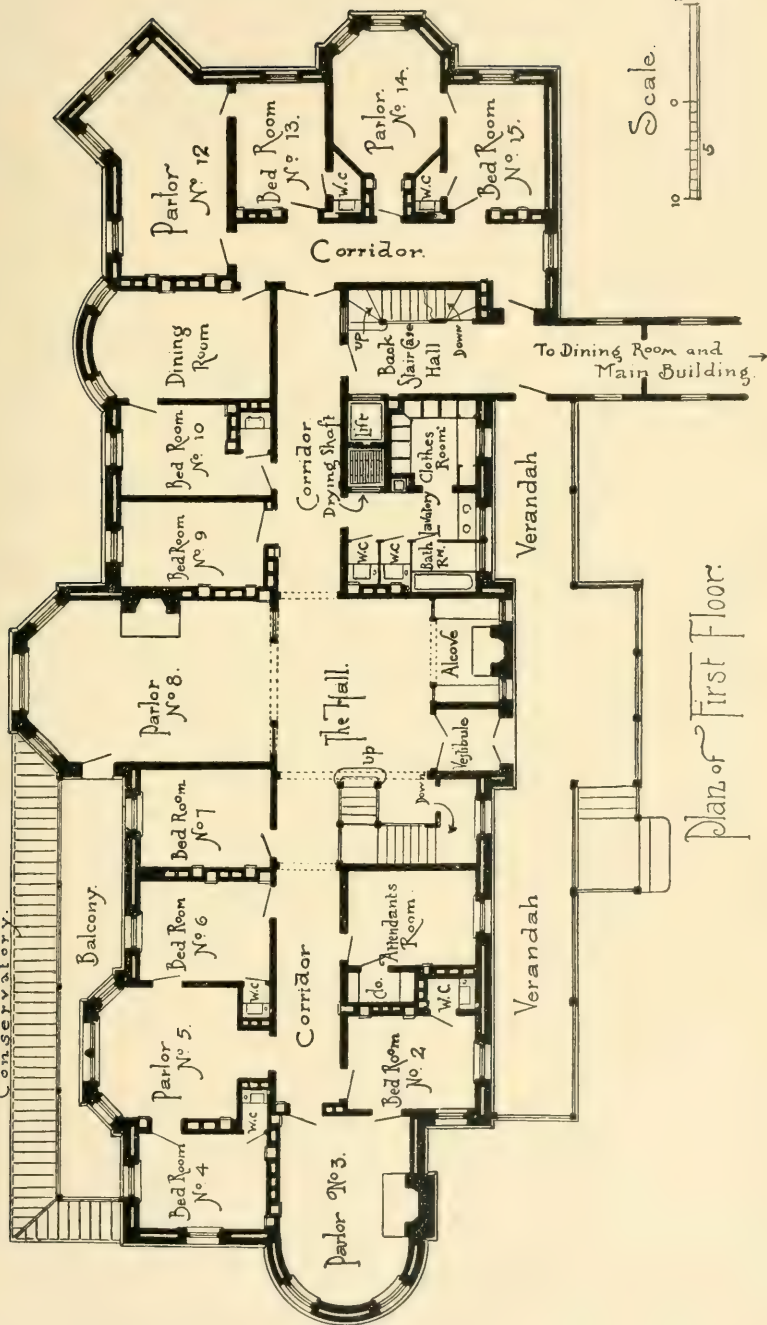 Conservatory.
Balcony.
Parlor
Nº 12
Bed Room
Nº 13.
W.C
Parlor.
Nº 14.
W.C
Bed Room
Nº 15.
Corridor.
Dining
Room
Bed Room
Nº 10
Bed Room
Nº 9
Parlor
Nº 8.
Bed Room
Nº 7
Bed Room
Nº 6
W.C
Parlor
Nº 5.
W.C
Bed Room
Nº 4
Parlor Nº 3.
Bed Room
Nº 2
W.C
Clo.
Attendants
Room
Corridor
Up
Down
The Hall.
Vestibule
Alcove
Corridor
Drying Shaft
Lift
W.C
W.C
Bath
Rm.
Lavatory
Clothes
Room
Up
Back
Stair Case
Hall
Down
To Dining Room and
Main Building.
Verandah
Verandah
Scale.
10
5
0
Plan of First Floor.